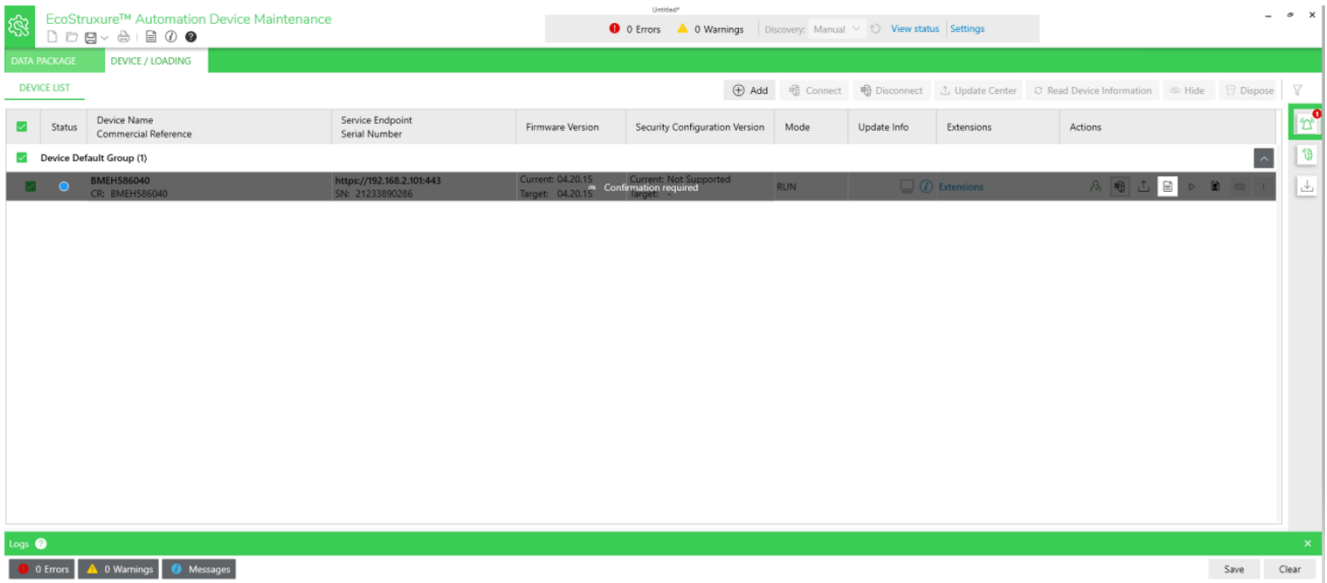 Untitled*
EcoStruxure™ Automation Device Maintenance
0 Errors 0 Warnings Discovery: Manual View status Settings
DATA PACKAGE DEVICE / LOADING
DEVICE LIST
Add Connect Disconnect Update Center Read Device Information Hide Dispose
Status Device Name Service Endpoint Firmware Version Security Configuration Version Mode Update Info Extensions Actions
Commercial Reference Serial Number
1
Device Default Group (1)
BMEH586040 https://192.168.2.101:443 Current: 04.20.15 Current: Not Supported
Confirmation required RUN Extensions
CR: BMEH586040 SN: 21233890286 Target: 04.20.15 Target: -
Logs ?
0 Errors 0 Warnings Messages Save Clear